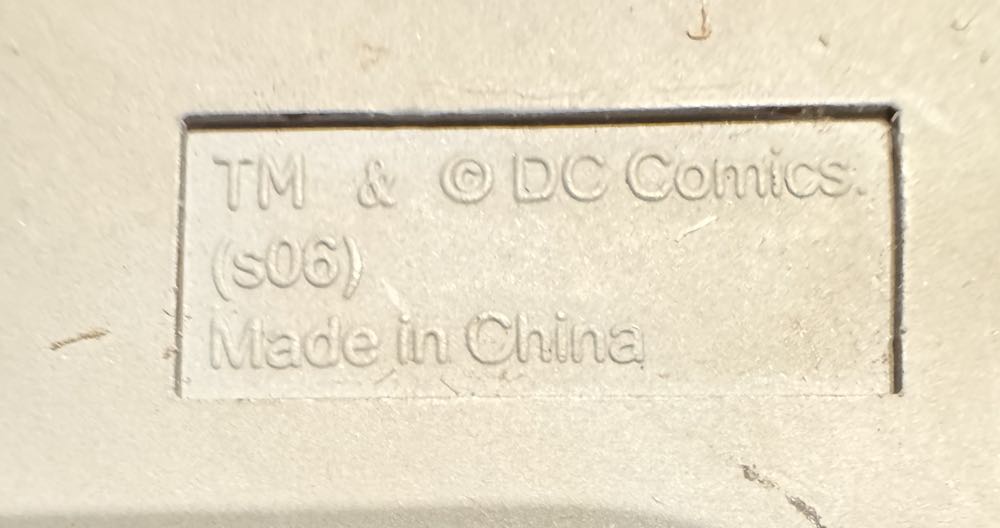 TM & © DC Comics.
(s06)
Made in China